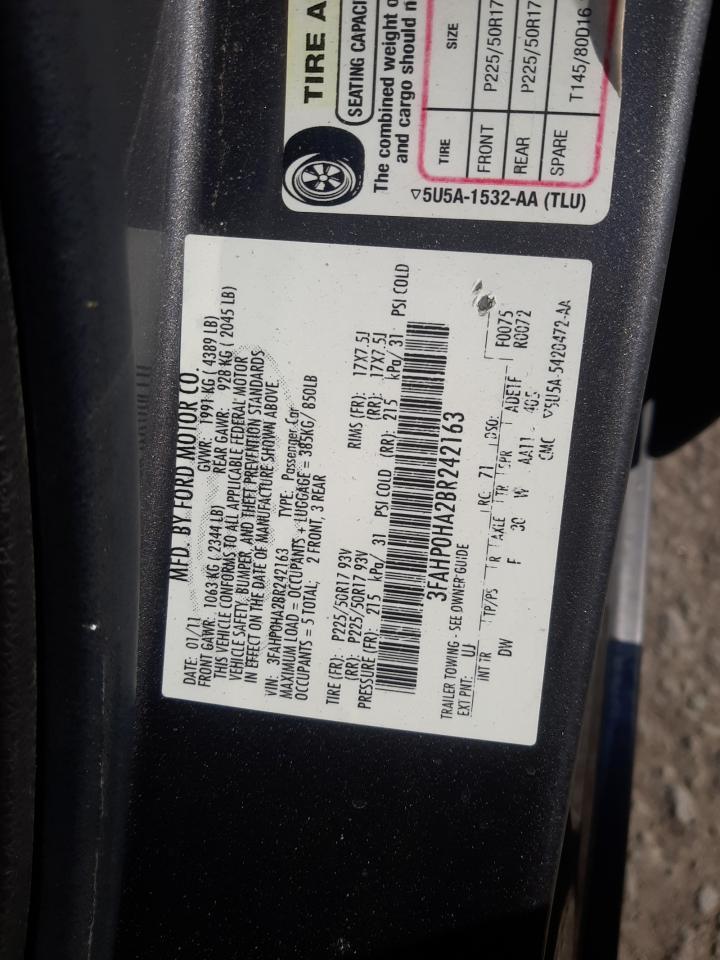 TIRE A
SEATING CAPACI
The combined weight o
and cargo should n
TIRE SIZE
FRONT P225/50R17
REAR P225/50R17
SPARE T145/80D16
▽5U5A-1532-AA (TLU)
MFD. BY FORD MOTOR CO.
DATE: 01/11 GVWR: 1991 KG ( 4389 LB)
FRONT GAWR: 1063 KG ( 2344 LB) REAR GAWR: 928 KG ( 2045 LB)
THIS VEHICLE CONFORMS TO ALL APPLICABLE FEDERAL MOTOR
VEHICLE SAFETY, BUMPER, AND THEFT PREVENTION STANDARDS
IN EFFECT ON THE DATE OF MANUFACTURE SHOWN ABOVE.
VIN: 3FAHP0HA2BR242163 TYPE: Passenger Car
MAXIMUM LOAD = OCCUPANTS + LUGGAGE = 385KG/ 850LB
OCCUPANTS = 5 TOTAL; 2 FRONT, 3 REAR
TIRE (FR): P225/50R17 93V RIMS (FR): 17X7.5J
(RR): P225/50R17 93V (RR): 17X7.5J
PRESSURE (FR): 215 kPa/ 31 PSI COLD (RR): 215 kPa/ 31 PSI COLD
3FAHP0HA2BR242163
TRAILER TOWING - SEE OWNER GUIDE
EXT PNT: UJ RC: 71 DSO: F0075
INT TR TP/PS R AXLE TR SPR ADE1F R0072
DW F 30 W AA11 405
CMC ▽5U5A-5420472-AA